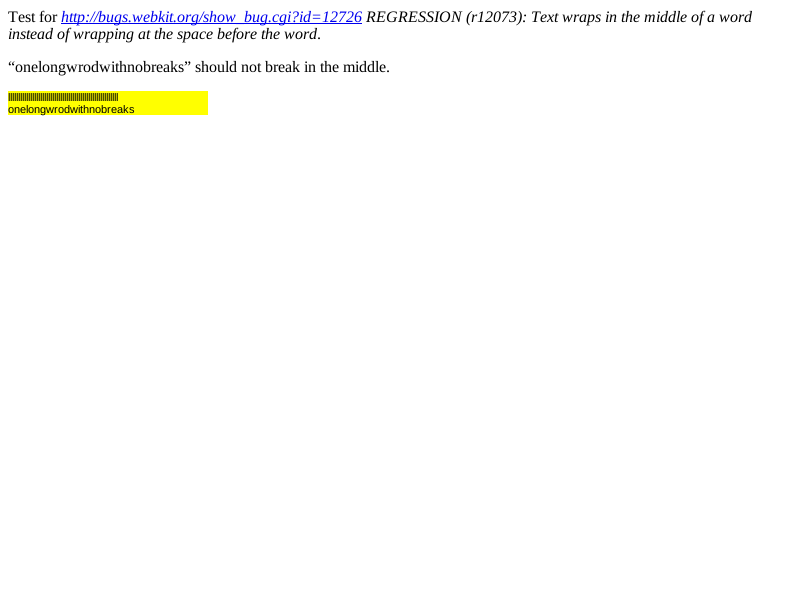 Test for http://bugs.webkit.org/show_bug.cgi?id=12726 REGRESSION (r12073): Text wraps in the middle of a word
instead of wrapping at the space before the word.
“onelongwrodwithnobreaks” should not break in the middle.
onelongwrodwithnobreaks